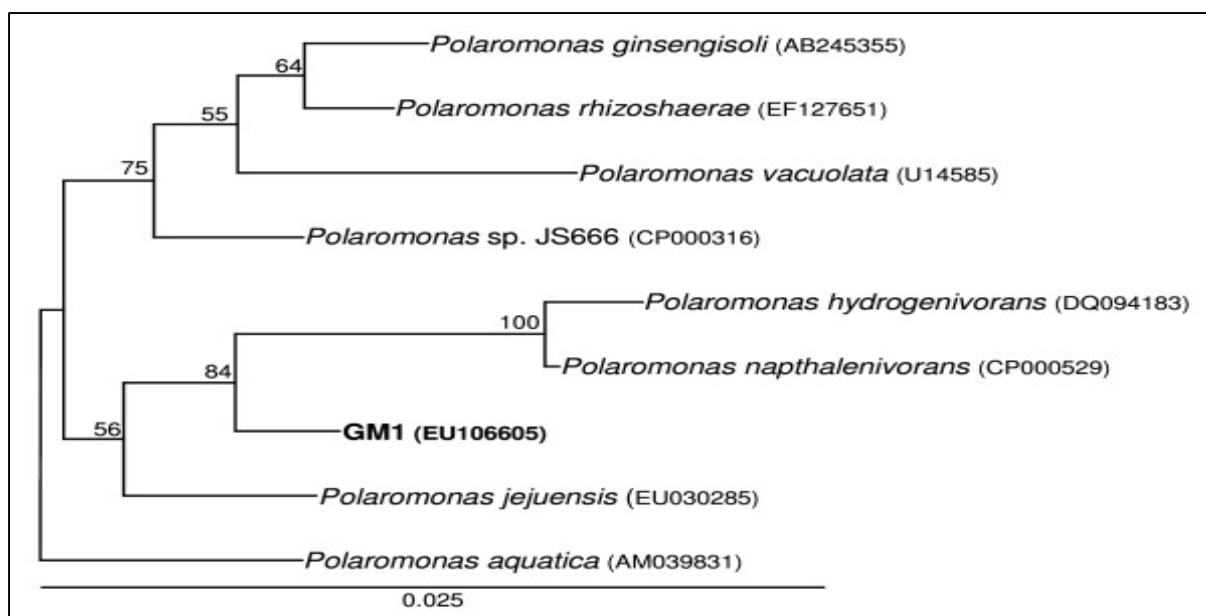 Polaromonas ginsengisoli (AB245355)
64
Polaromonas rhizoshaerae (EF127651)
55
Polaromonas vacuolata (U14585)
75
Polaromonas sp. JS666 (CP000316)
Polaromonas hydrogenivorans (DQ094183)
100
Polaromonas napthalenivorans (CP000529)
84
GM1 (EU106605)
56
Polaromonas jejuensis (EU030285)
Polaromonas aquatica (AM039831)
0.025